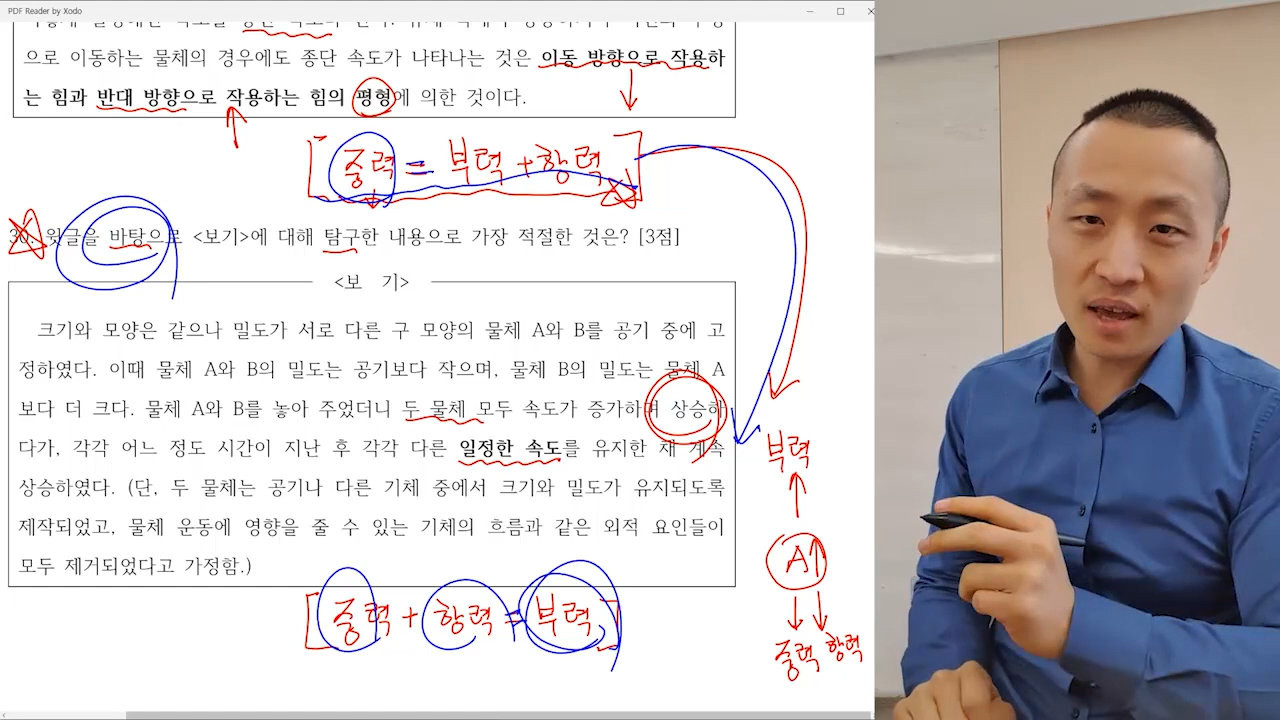 PDF Reader by Xodo
으로 이동하는 물체의 경우에도 종단 속도가 나타나는 것은 이동 방향으로 작용하
는 힘과 반대 방향으로 작용하는 힘의 평형에 의한 것이다.
중력 = 부력 + 항력
윗글을 바탕으로 <보기>에 대해 탐구한 내용으로 가장 적절한 것은? [3점]
<보 기>
크기와 모양은 같으나 밀도가 서로 다른 구 모양의 물체 A와 B를 공기 중에 고
정하였다. 이때 물체 A와 B의 밀도는 공기보다 작으며, 물체 B의 밀도는 물체 A
보다 더 크다. 물체 A와 B를 놓아 주었더니 두 물체 모두 속도가 증가하며 상승하
다가, 각각 어느 정도 시간이 지난 후 각각 다른 일정한 속도를 유지한 채 계속
상승하였다. (단, 두 물체는 공기나 다른 기체 중에서 크기와 밀도가 유지되도록
제작되었고, 물체 운동에 영향을 줄 수 있는 기체의 흐름과 같은 외적 요인들이
모두 제거되었다고 가정함.)
중력 + 항력 = 부력
부력
A
중력 항력